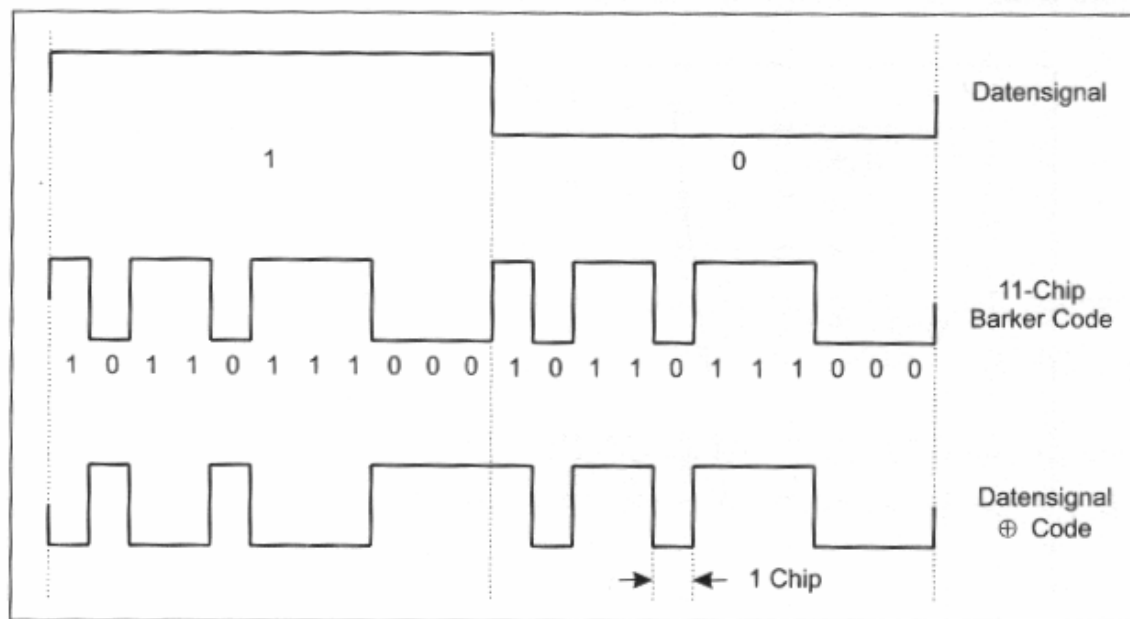 Datensignal
1 0
11-Chip
Barker Code
1 0 1 1 0 1 1 1 0 0 0 1 0 1 1 0 1 1 1 0 0 0
Datensignal
⊕ Code
1 Chip